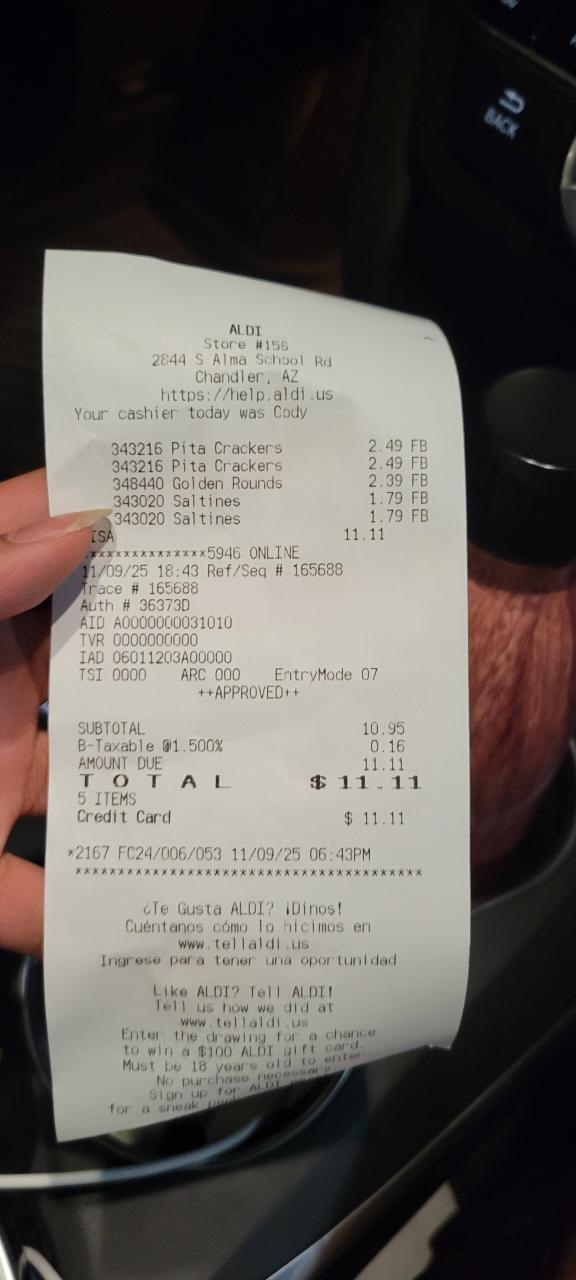 BACK
ALDI
Store #156
2844 S Alma School Rd
Chandler, AZ
https://help.aldi.us
Your cashier today was Cody
343216 Pita Crackers 2.49 FB
343216 Pita Crackers 2.49 FB
348440 Golden Rounds 2.39 FB
343020 Saltines 1.79 FB
343020 Saltines 1.79 FB
ISA 11.11
**************5946 ONLINE
11/09/25 18:43 Ref/Seq # 165688
Trace # 165688
Auth # 36373D
AID A0000000031010
TVR 0000000000
IAD 06011203A00000
TSI 0000 ARC 000 EntryMode 07
++APPROVED++
SUBTOTAL 10.95
B-Taxable @1.500% 0.16
AMOUNT DUE 11.11
T O T A L $ 11.11
5 ITEMS
Credit Card $ 11.11
*2167 FC24/006/053 11/09/25 06:43PM
****************************************
¿Te Gusta ALDI? ¡Dinos!
Cuéntanos cómo lo hicimos en
www.tellaldi.us
Ingrese para tener una oportunidad
Like ALDI? Tell ALDI!
Tell us how we did at
www.tellaldi.us
Enter the drawing for a chance
to win a $100 ALDI gift card.
Must be 18 years old to enter.
No purchase necessary.
Sign up for ALDI
for a sneak